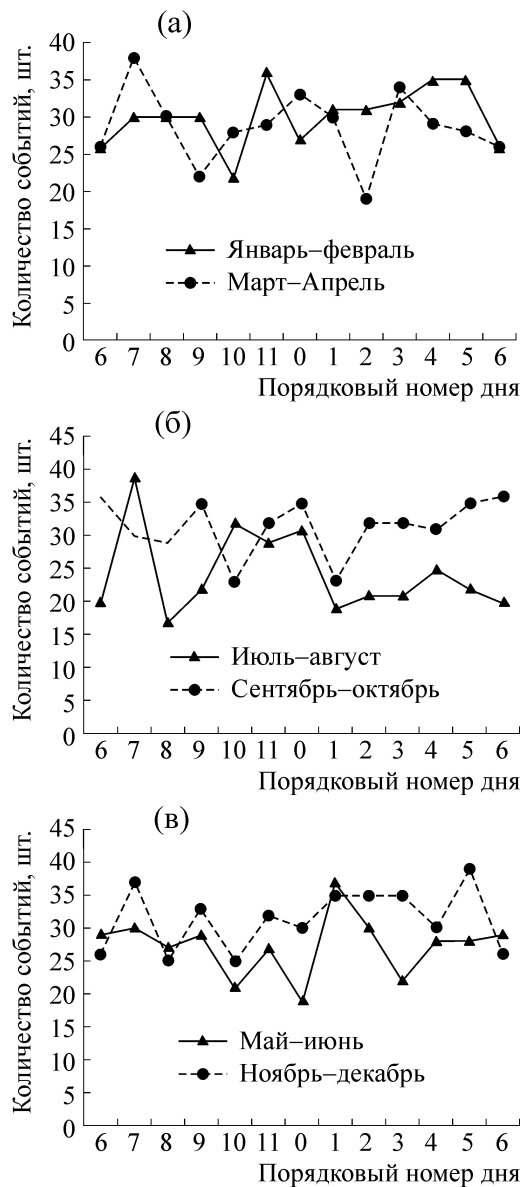 (а)
Количество событий, шт.
40
35
30
25
20
15
10
5
0
Январь–февраль
Март–Апрель
6 7 8 9 10 11 0 1 2 3 4 5 6
Порядковый номер дня
(б)
Количество событий, шт.
45
40
35
30
25
20
15
10
5
0
Июль–август
Сентябрь–октябрь
6 7 8 9 10 11 0 1 2 3 4 5 6
Порядковый номер дня
(в)
Количество событий, шт.
45
40
35
30
25
20
15
10
5
0
Май–июнь
Ноябрь–декабрь
6 7 8 9 10 11 0 1 2 3 4 5 6
Порядковый номер дня